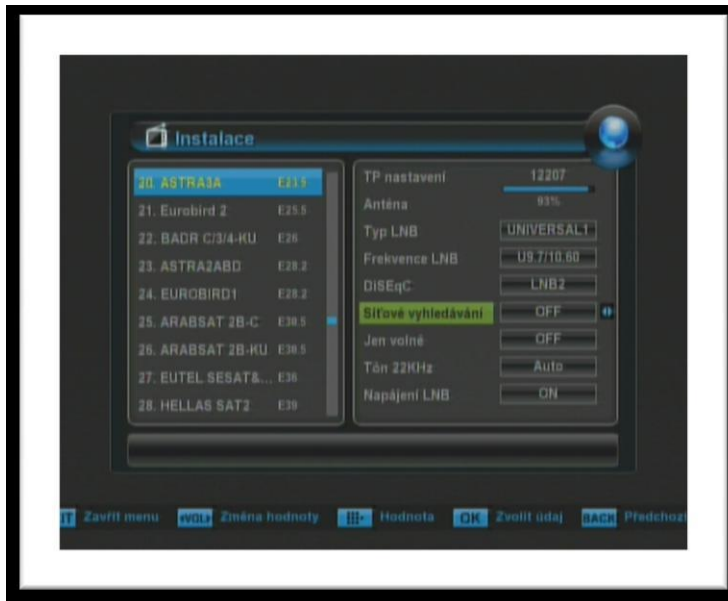 Instalace
20. ASTRA3A E23.5
21. Eurobird 2 E25.5
22. BADR C/3/4-KU E26
23. ASTRA2ABD E28.2
24. EUROBIRD1 E28.2
25. ARABSAT 2B-C E30.5
26. ARABSAT 2B-KU E30.5
27. EUTEL SESAT&... E36
28. HELLAS SAT2 E39
TP nastavení 12207
Anténa 93%
Typ LNB UNIVERSAL1
Frekvence LNB U9.7/10.60
DiSEqC LNB2
Síťové vyhledávání OFF
Jen volné OFF
Tón 22KHz Auto
Napájení LNB ON
IT Zavřít menu VOL Změna hodnoty Hodnota OK Zvolit údaj BACK Předchozí